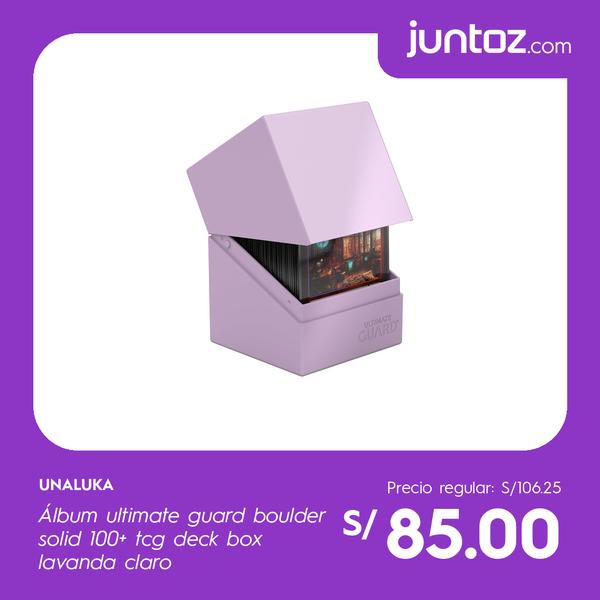 juntoz.com
ULTIMATE
GUARD
UNALUKA
Álbum ultimate guard boulder
solid 100+ tcg deck box
lavanda claro
Precio regular: S/106.25
S/ 85.00